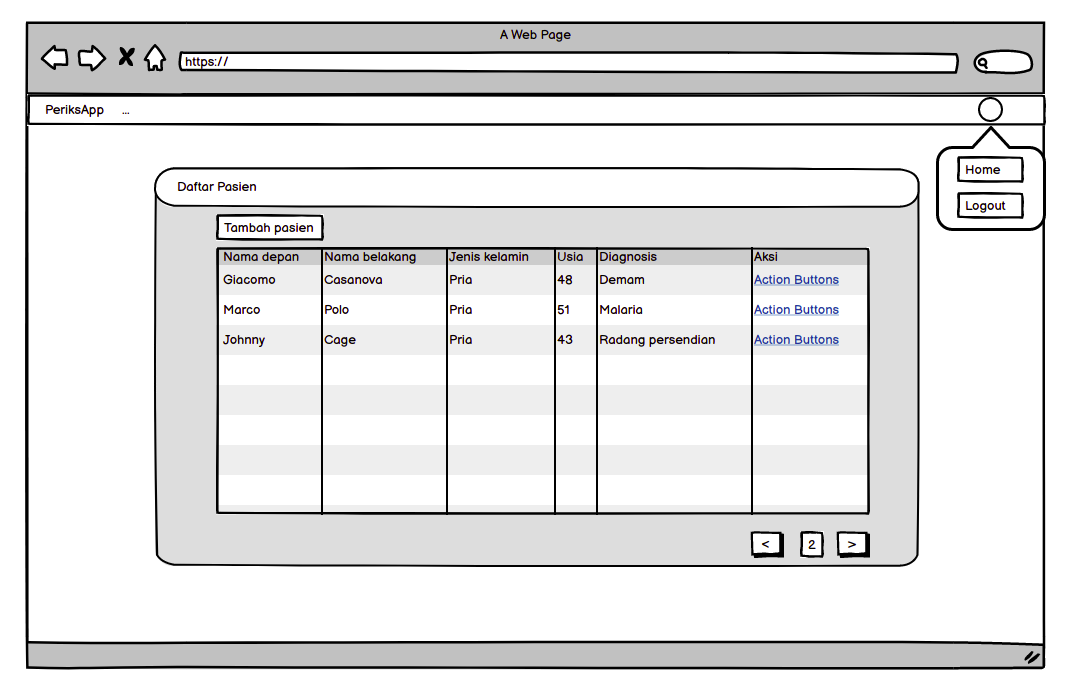 A Web Page
https://
PeriksApp ...
Home
Logout
Daftar Pasien
Tambah pasien
Nama depan Nama belakang Jenis kelamin Usia Diagnosis Aksi
Giacomo Casanova Pria 48 Demam Action Buttons
Marco Polo Pria 51 Malaria Action Buttons
Johnny Cage Pria 43 Radang persendian Action Buttons
< 2 >